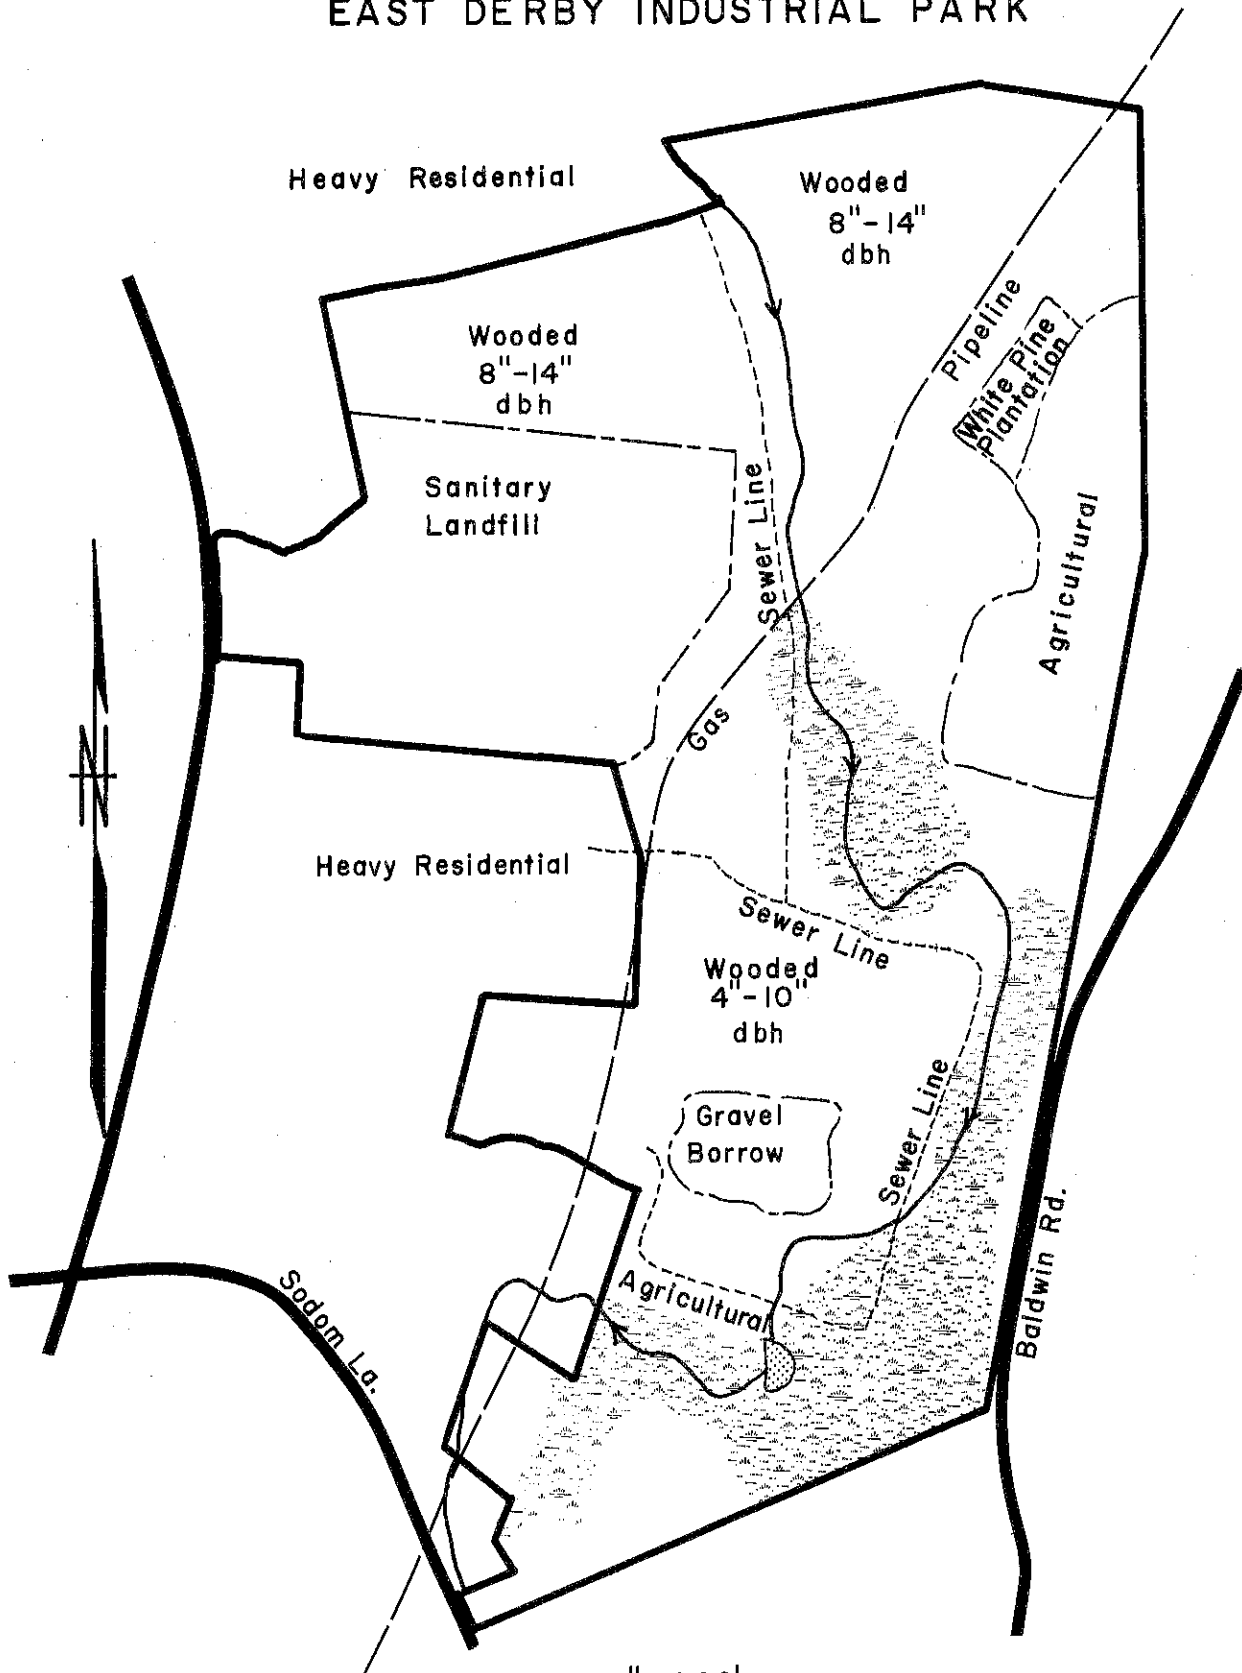 EAST DERBY INDUSTRIAL PARK
Heavy Residential
Wooded
8"-14"
dbh
Wooded
8"-14"
dbh
Pipeline
White Pine
Plantation
Sanitary
Landfill
Sewer Line
Agricultural
Gas
Heavy Residential
Sewer Line
Wooded
4"-10"
dbh
Gravel
Borrow
Sewer Line
Agricultural
Baldwin Rd.
Sodom La.
N